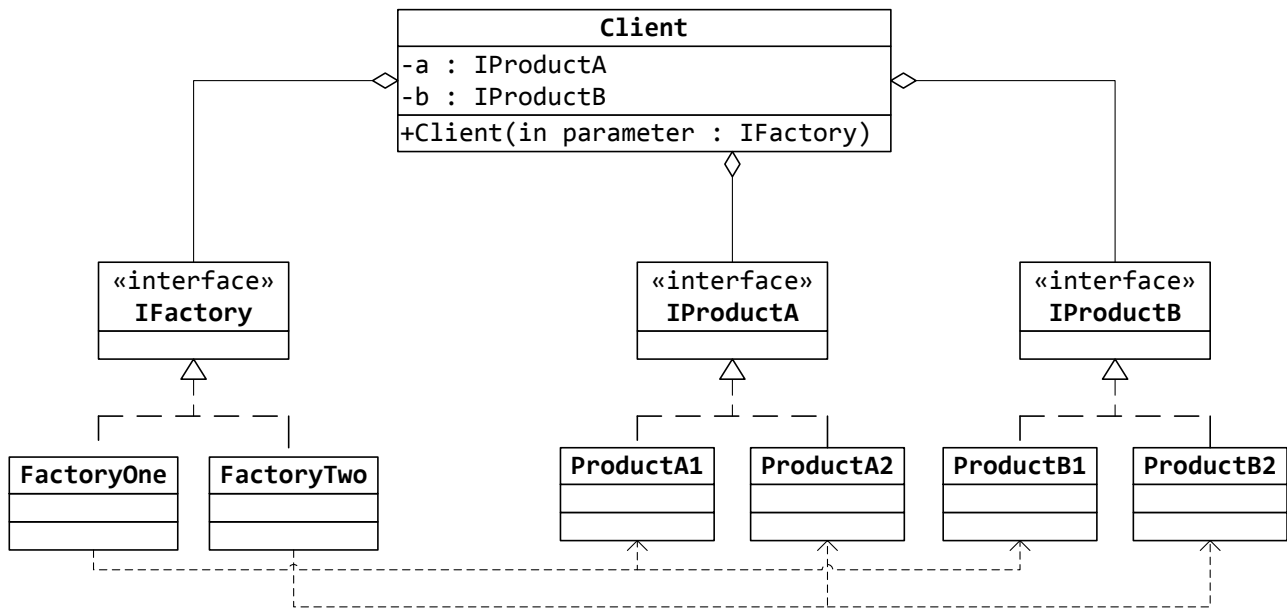 Client
-a : IProductA
-b : IProductB
+Client(in parameter : IFactory)
«interface»
IFactory
«interface»
IProductA
«interface»
IProductB
FactoryOne
FactoryTwo
ProductA1
ProductA2
ProductB1
ProductB2